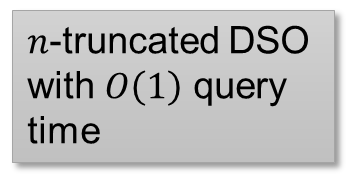 n-truncated DSO
with O(1) query
time